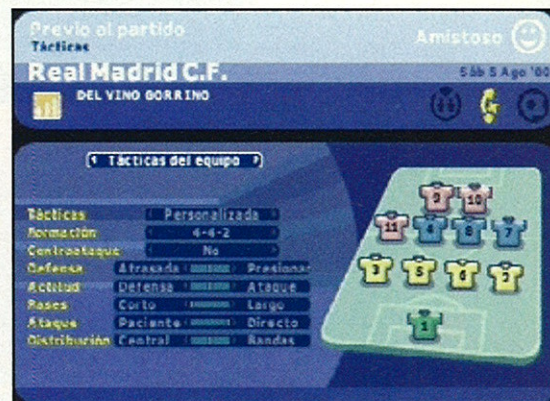 Previo al partido
Tácticas
Amistoso
Real Madrid C.F.
Sáb 5 Ago '00
DEL VINO GORRINO
Tácticas del equipo
Tácticas Personalizada
Formación 4-4-2
Contraataque No
Defensa Atrasada Presionar
Actitud Defensa Ataque
Pases Corto Largo
Ataque Paciente Directo
Distribución Central Bandas
9 10
11 4 8 7
3 5 6 2
1